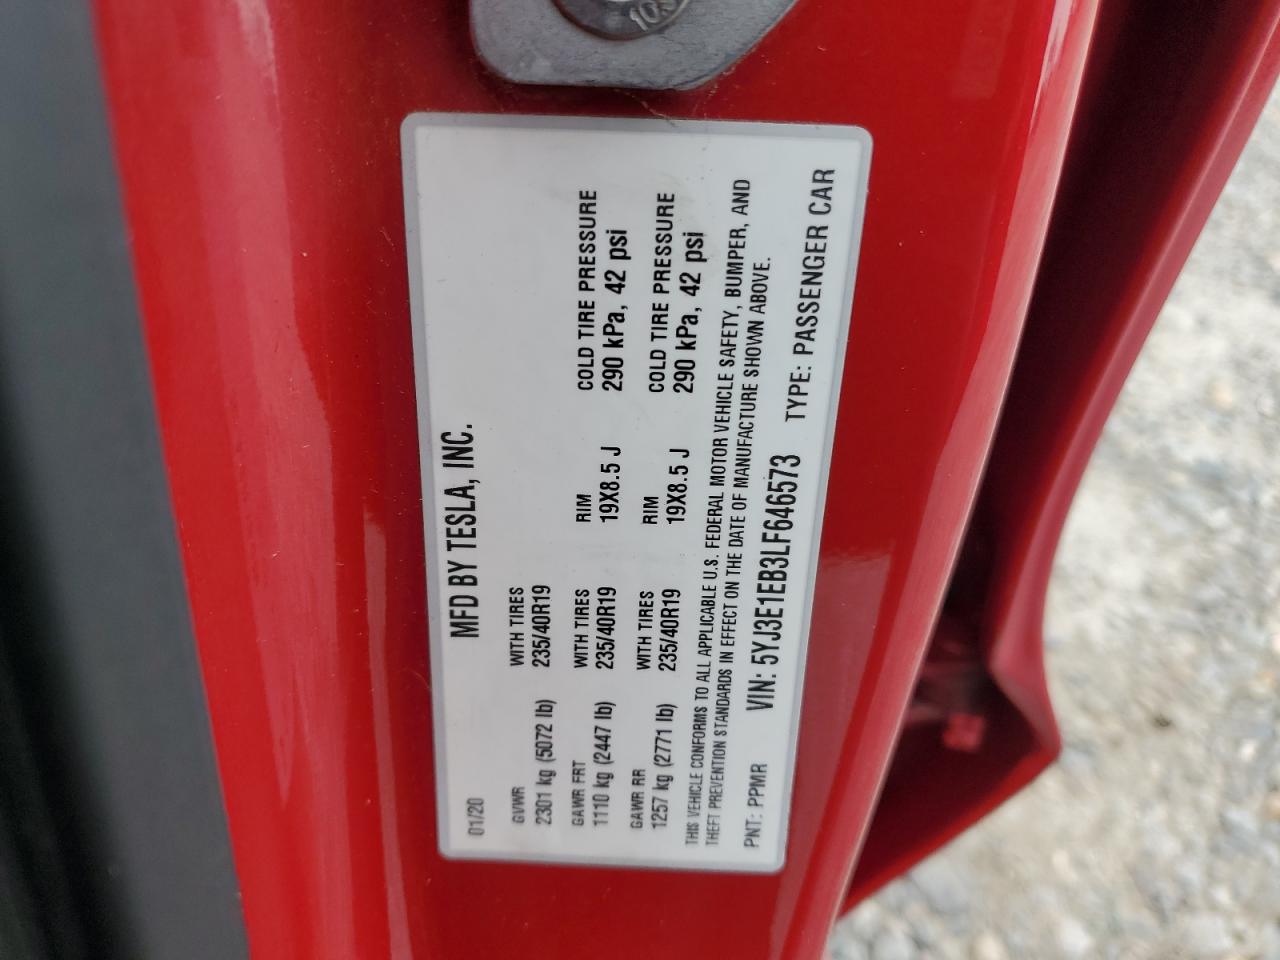 MFD BY TESLA, INC.
01/20
GVWR WITH TIRES
2301 kg (5072 lb) 235/40R19
GAWR FRT WITH TIRES RIM COLD TIRE PRESSURE
1110 kg (2447 lb) 235/40R19 19X8.5 J 290 kPa, 42 psi
GAWR RR WITH TIRES RIM COLD TIRE PRESSURE
1257 kg (2771 lb) 235/40R19 19X8.5 J 290 kPa, 42 psi
THIS VEHICLE CONFORMS TO ALL APPLICABLE U.S. FEDERAL MOTOR VEHICLE SAFETY, BUMPER, AND
THEFT PREVENTION STANDARDS IN EFFECT ON THE DATE OF MANUFACTURE SHOWN ABOVE.
PNT: PPMR VIN: 5YJ3E1EB3LF646573 TYPE: PASSENGER CAR